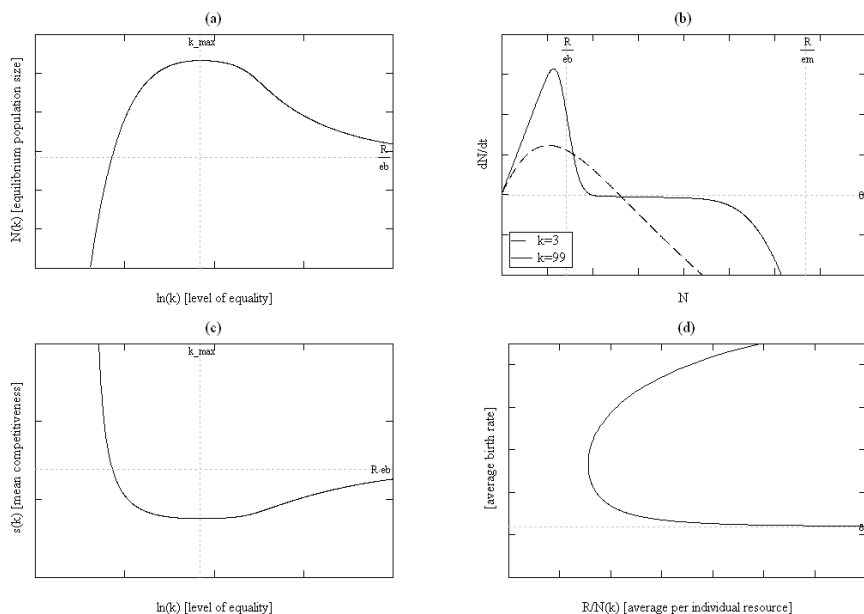 (a)
k_max
N(k) [equilibrium population size]
R
eb
ln(k) [level of equality]
(b)
R
eb
R
em
dN/dt
0
k=3
k=99
N
(c)
k_max
s(k) [mean competitiveness]
R eb
ln(k) [level of equality]
(d)
[average birth rate]
0
R/N(k) [average per individual resource]